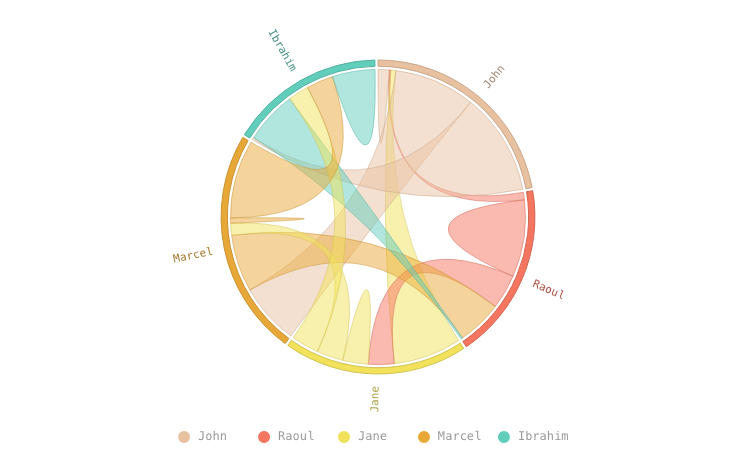 Ibrahim
John
Marcel
Raoul
Jane
John Raoul Jane Marcel Ibrahim